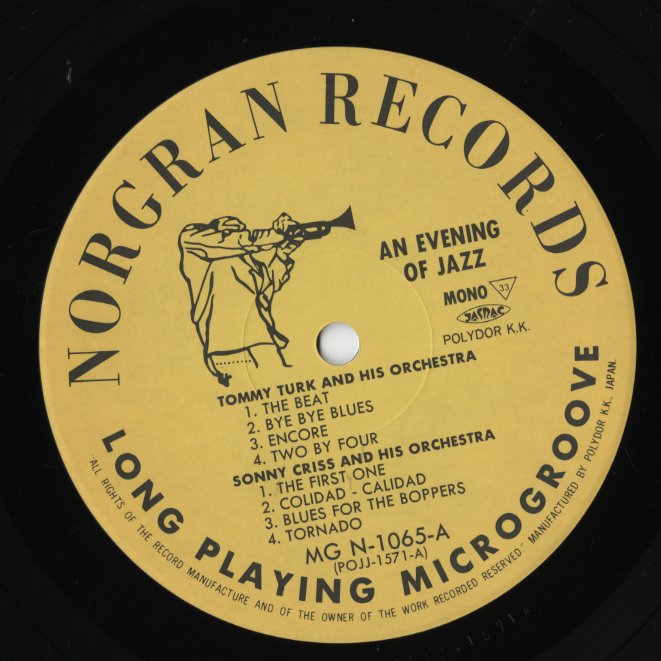 NORGRAN RECORDS
AN EVENING
OF JAZZ
MONO 33
JASRAC
POLYDOR K.K.
TOMMY TURK AND HIS ORCHESTRA
1. THE BEAT
2. BYE BYE BLUES
3. ENCORE
4. TWO BY FOUR
SONNY CRISS AND HIS ORCHESTRA
1. THE FIRST ONE
2. COLIDAD - CALIDAD
3. BLUES FOR THE BOPPERS
4. TORNADO
MG N-1065-A
(POJJ-1571-A)
LONG PLAYING MICROGROOVE
"ALL RIGHTS OF THE RECORD MANUFACTURE AND OF THE OWNER OF THE WORK RECORDED RESERVED." MANUFACTURED BY POLYDOR K.K., JAPAN.